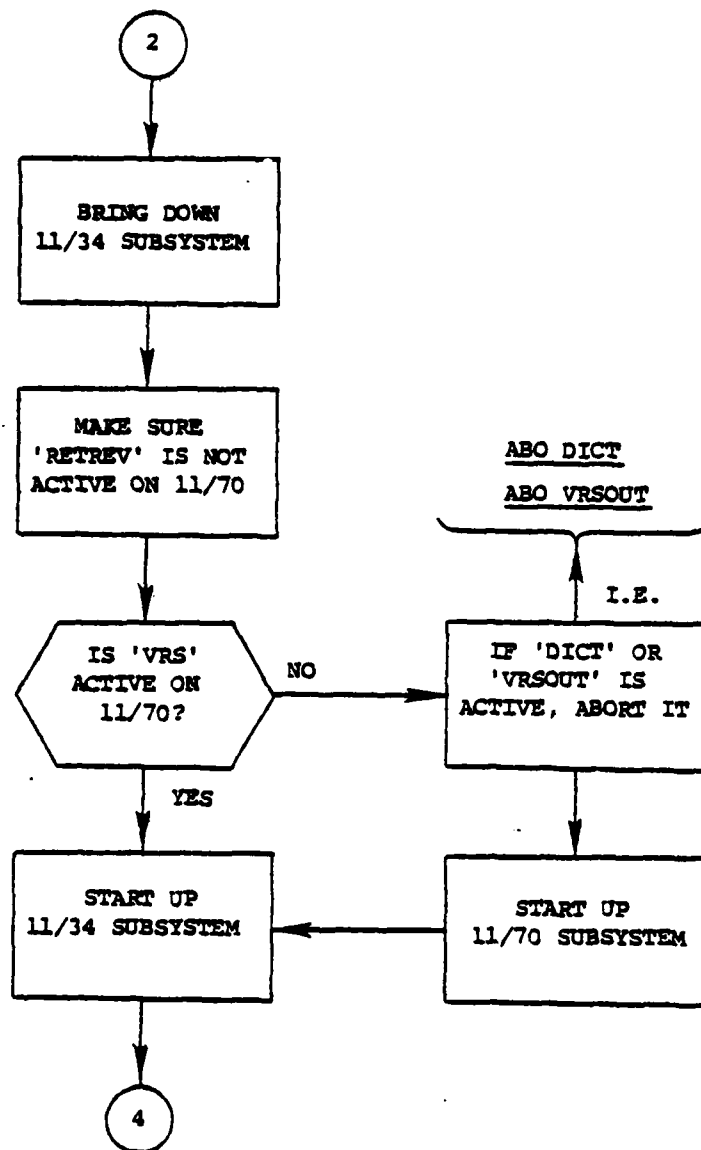 2
BRING DOWN
11/34 SUBSYSTEM
MAKE SURE
'RETREV' IS NOT
ACTIVE ON 11/70
ABO DICT
ABO VRSOUT
I.E.
IS 'VRS'
ACTIVE ON
11/70?
NO
IF 'DICT' OR
'VRSOUT' IS
ACTIVE, ABORT IT
YES
START UP
11/34 SUBSYSTEM
START UP
11/70 SUBSYSTEM
4